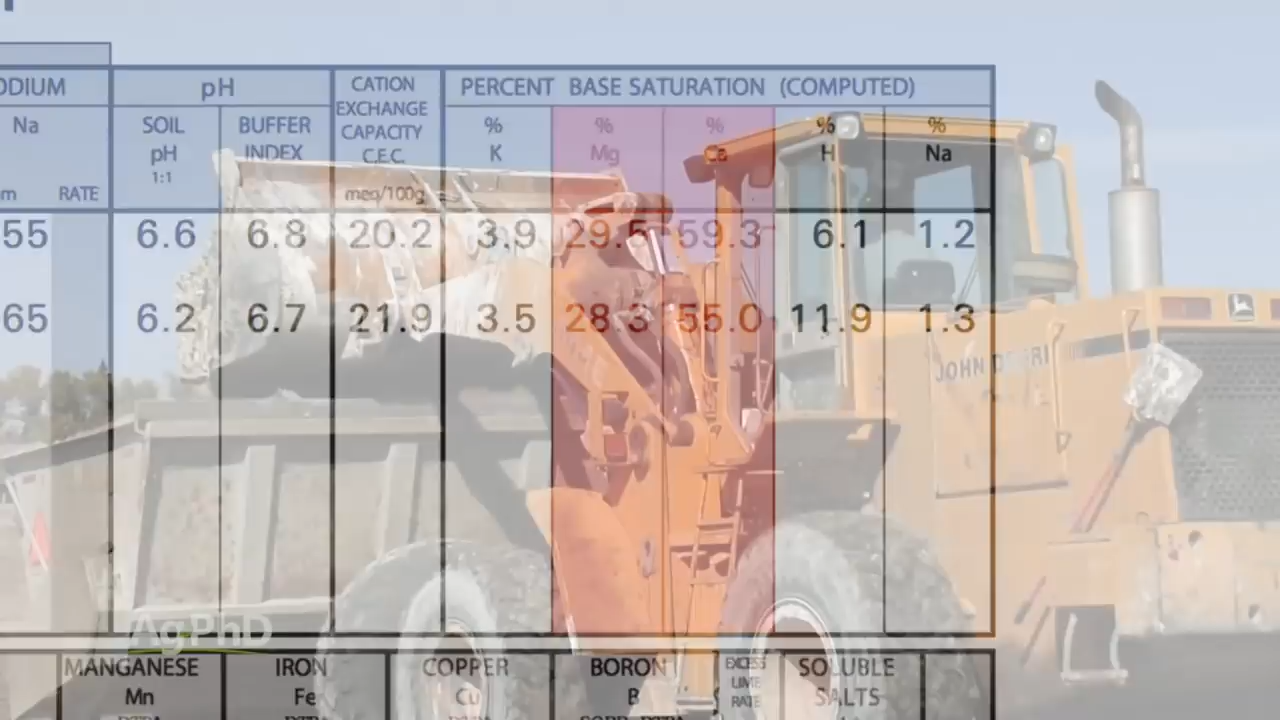 ODIUM pH CATION EXCHANGE CAPACITY C.E.C. PERCENT BASE SATURATION (COMPUTED)
Na SOIL pH 1:1 BUFFER INDEX meq/100g % K % Mg % Ca % H % Na
m RATE
55 6.6 6.8 20.2 3.9 29.5 59.3 6.1 1.2
65 6.2 6.7 21.9 3.5 28.3 55.0 11.9 1.3
JOHN DEERE
AgPhD
MANGANESE IRON COPPER BORON EXCESS LIME RATE SOLUBLE SALTS
Mn Fe Cu B